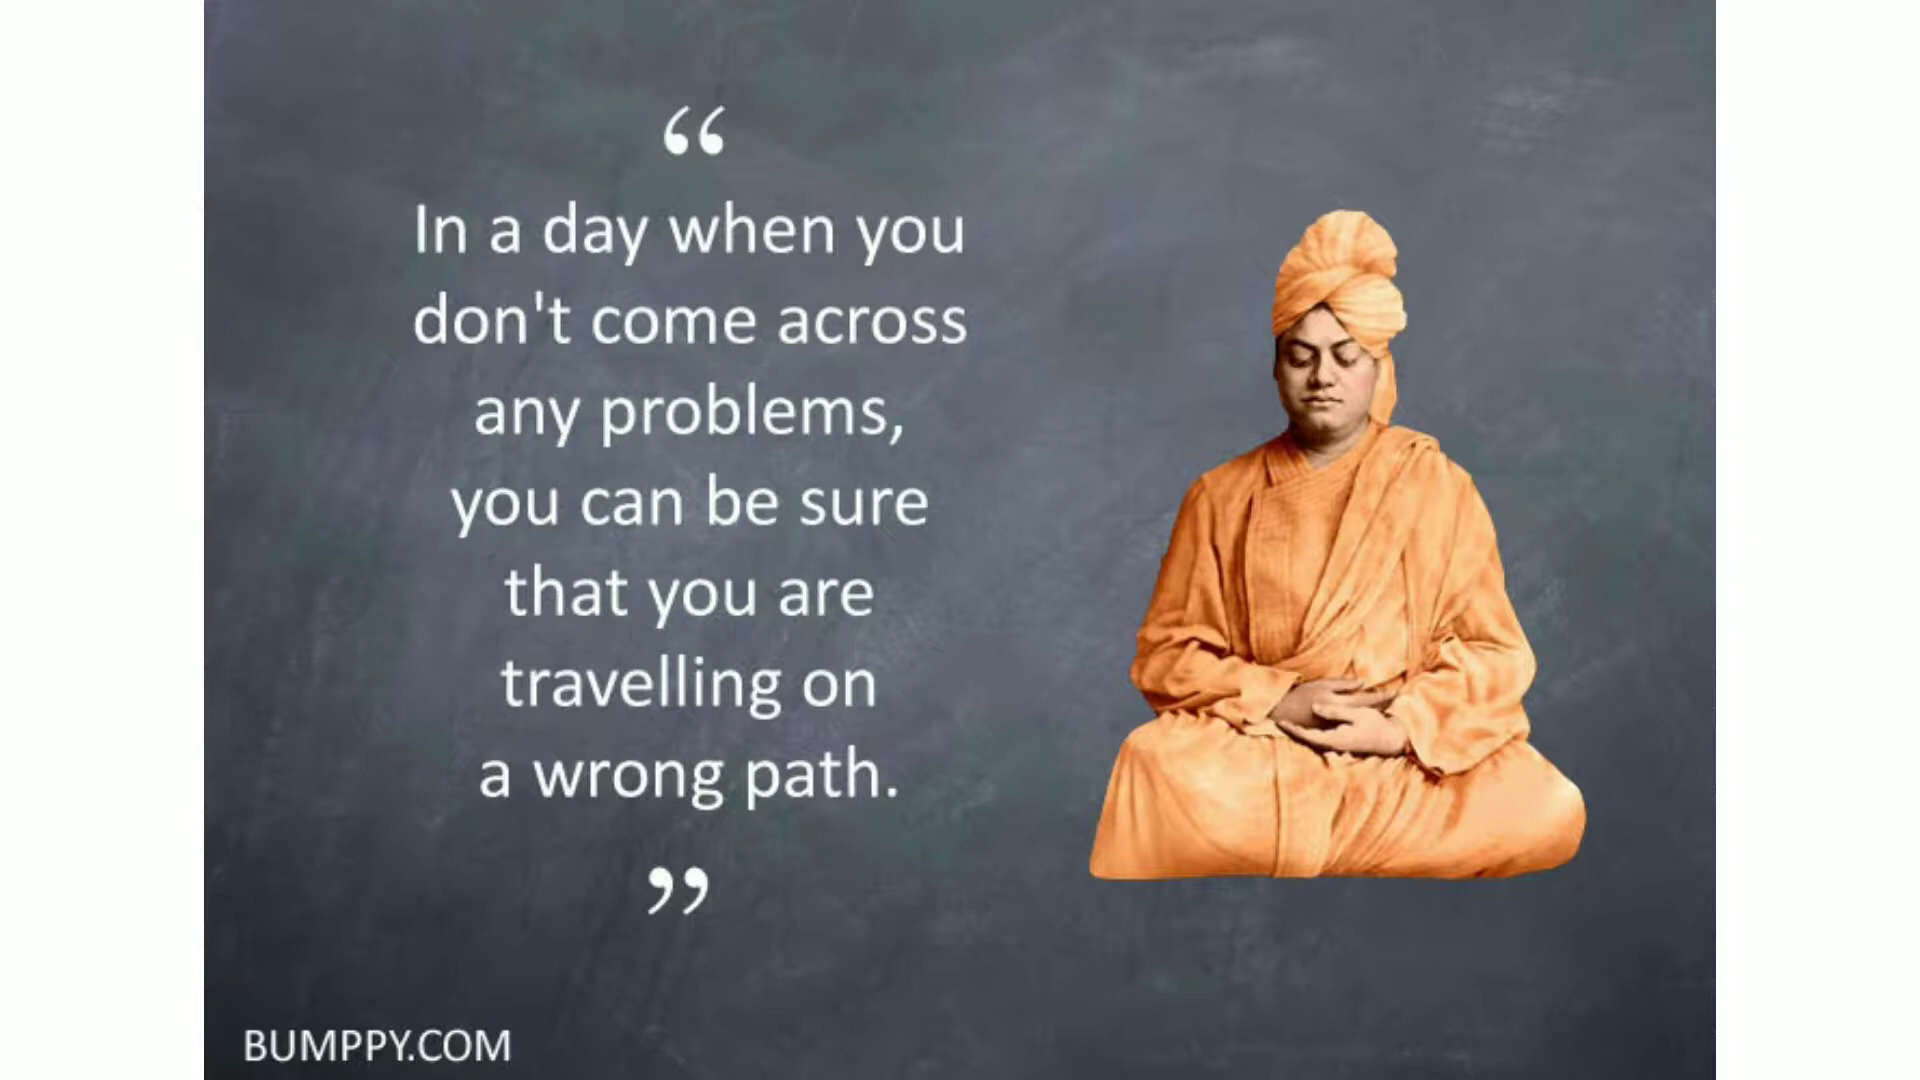 “
In a day when you
don't come across
any problems,
you can be sure
that you are
travelling on
a wrong path.
”
BUMPPY.COM